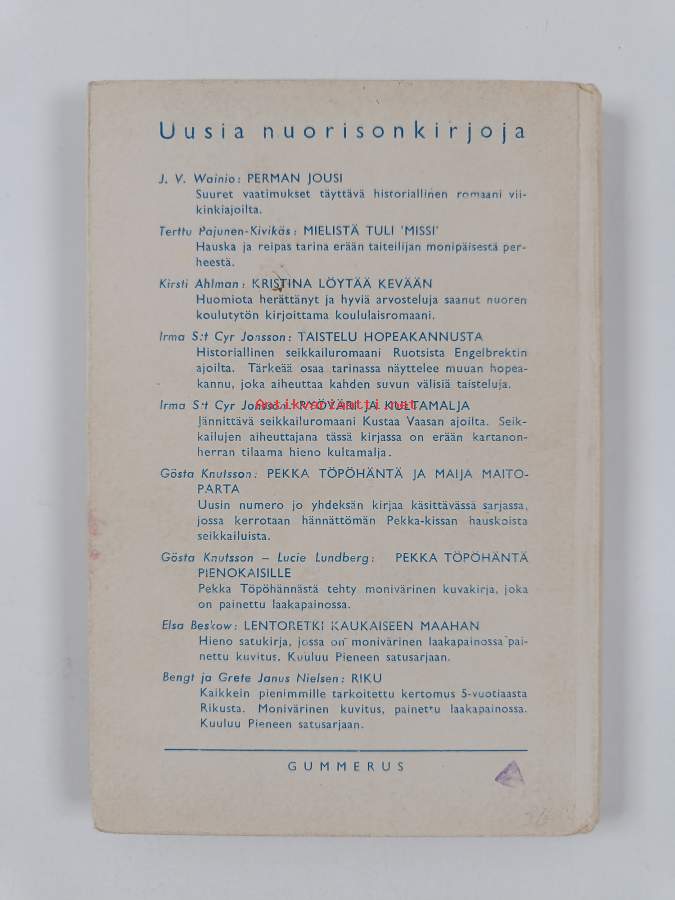 Uusia nuorisonkirjoja
J. V. Wainio: PERMAN JOUSI
Suuret vaatimukset täyttävä historiallinen romaani vii-
kinkiajoilta.
Terttu Pajunen-Kivikäs: MIELISTÄ TULI 'MISSI'
Hauska ja reipas tarina erään taiteilijan monipäisestä per-
heestä.
Kirsti Ahlman: KRISTINA LÖYTÄÄ KEVÄÄN
Huomiota herättänyt ja hyviä arvosteluja saanut nuoren
koulutytön kirjoittama koululaisromaani.
Irma S:t Cyr Jonsson: TAISTELU HOPEAKANNUSTA
Historiallinen seikkailuromaani Ruotsista Engelbrektin
ajoilta. Tärkeää osaa tarinassa näyttelee muuan hopea-
kannu, joka aiheuttaa kahden suvun välisiä taisteluja.
Irma S:t Cyr Jonsson: RYÖVÄRI JA KULTAMALJA
Antikvariaatti.net
Jännittävä seikkailuromaani Kustaa Vaasan ajoilta. Seik-
kailujen aiheuttajana tässä kirjassa on erään kartanon-
herran tilaama hieno kultamalja.
Gösta Knutsson: PEKKA TÖPÖHÄNTÄ JA MAIJA MAITO-
PARTA
Uusin numero jo yhdeksän kirjaa käsittävässä sarjassa,
jossa kerrotaan hännättömän Pekka-kissan hauskoista
seikkailuista.
Gösta Knutsson – Lucie Lundberg: PEKKA TÖPÖHÄNTÄ
PIENOKAISILLE
Pekka Töpöhännästä tehty monivärinen kuvakirja, joka
on painettu laakapainossa.
Elsa Beskow: LENTORETKI KAUKAISEEN MAAHAN
Hieno satukirja, jossa on monivärinen laakapainossa pai-
nettu kuvitus. Kuuluu Pieneen satusarjaan.
Bengt ja Grete Janus Nielsen: RIKU
Kaikkein pienimmille tarkoitettu kertomus 5-vuotiaasta
Rikusta. Monivärinen kuvitus, painettu laakapainossa.
Kuuluu Pieneen satusarjaan.
GUMMERUS